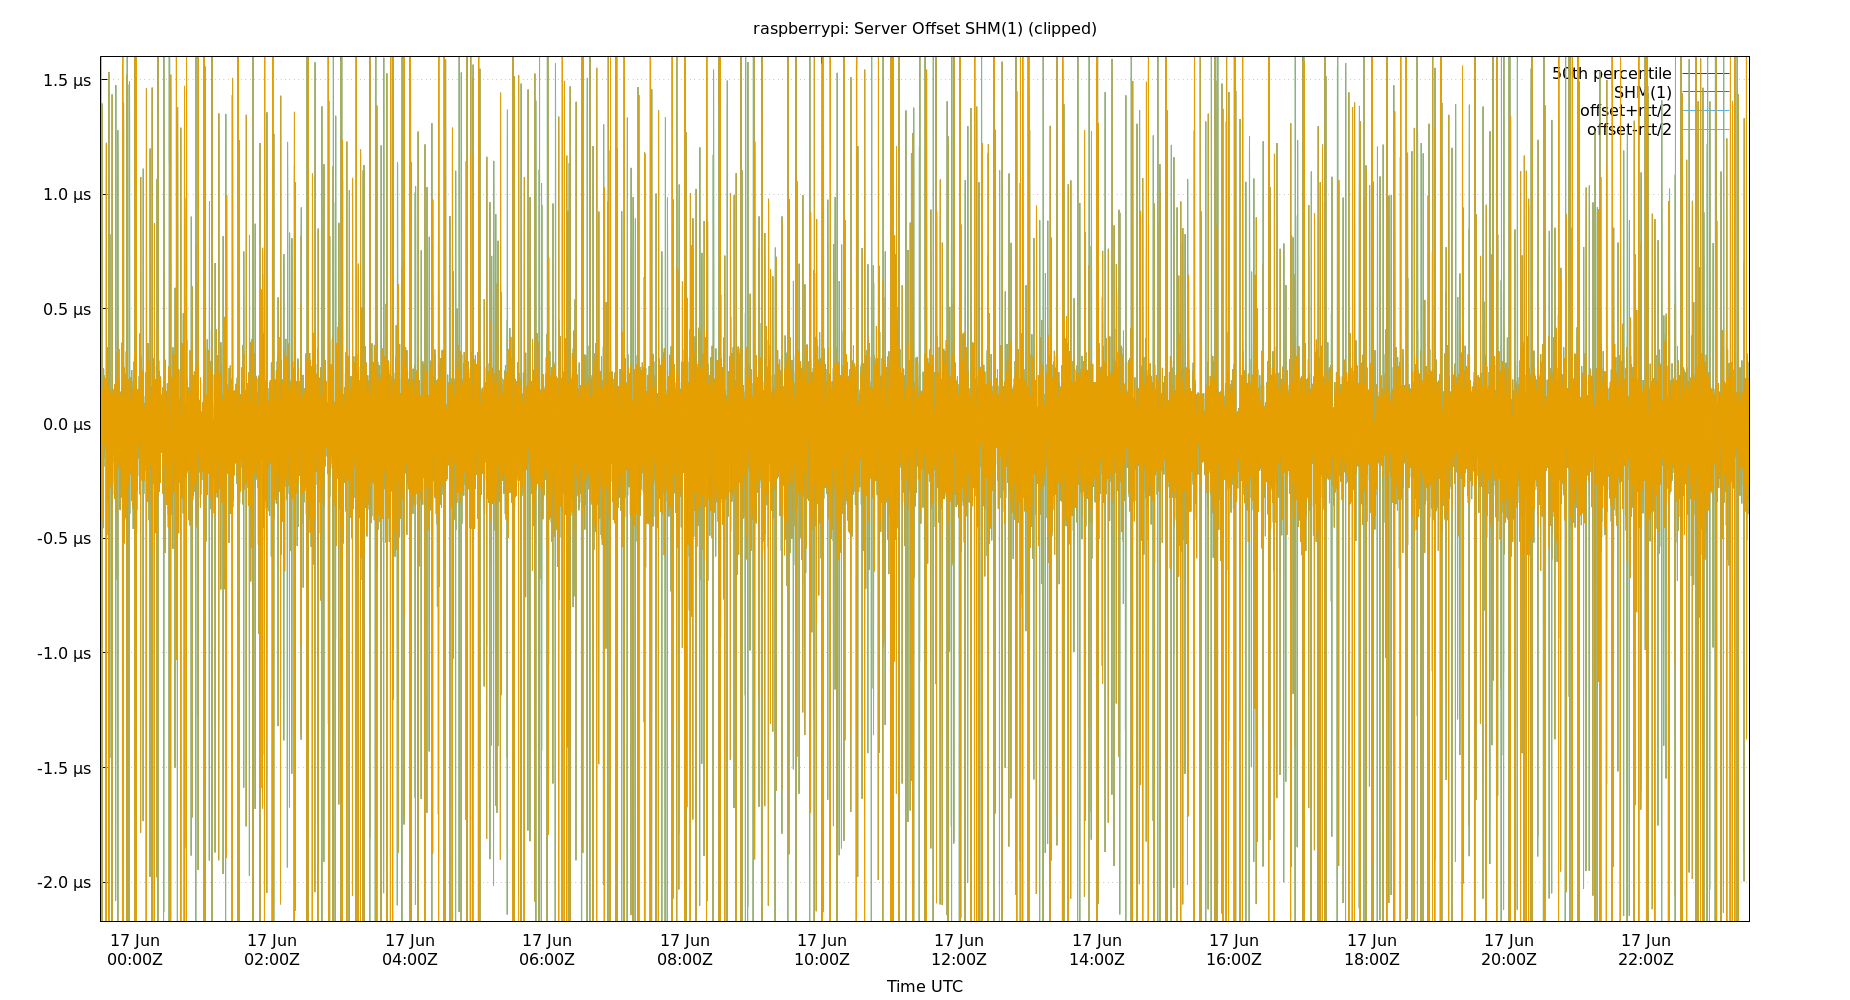 raspberrypi: Server Offset SHM(1) (clipped)
1.5 µs
1.0 µs
0.5 µs
0.0 µs
-0.5 µs
-1.0 µs
-1.5 µs
-2.0 µs
50th percentile
SHM(1)
offset+rtt/2
offset-rtt/2
17 Jun 17 Jun 17 Jun 17 Jun 17 Jun 17 Jun 17 Jun 17 Jun 17 Jun 17 Jun 17 Jun 17 Jun
00:00Z 02:00Z 04:00Z 06:00Z 08:00Z 10:00Z 12:00Z 14:00Z 16:00Z 18:00Z 20:00Z 22:00Z
Time UTC